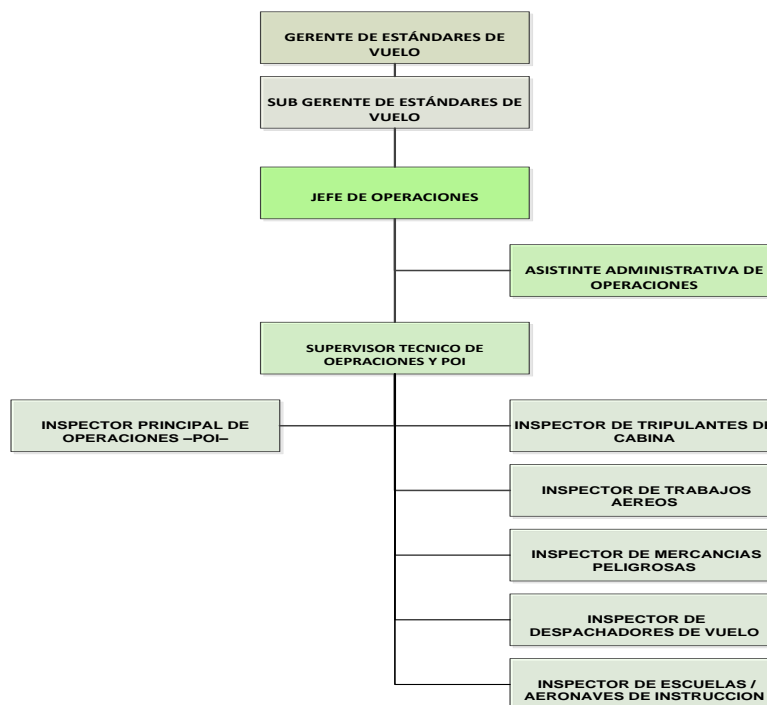 GERENTE DE ESTÁNDARES DE
VUELO
SUB GERENTE DE ESTÁNDARES DE
VUELO
JEFE DE OPERACIONES
ASISTINTE ADMINISTRATIVA DE
OPERACIONES
SUPERVISOR TECNICO DE
OEPRACIONES Y POI
INSPECTOR PRINCIPAL DE
OPERACIONES –POI–
INSPECTOR DE TRIPULANTES DE
CABINA
INSPECTOR DE TRABAJOS
AEREOS
INSPECTOR DE MERCANCIAS
PELIGROSAS
INSPECTOR DE
DESPACHADORES DE VUELO
INSPECTOR DE ESCUELAS /
AERONAVES DE INSTRUCCION